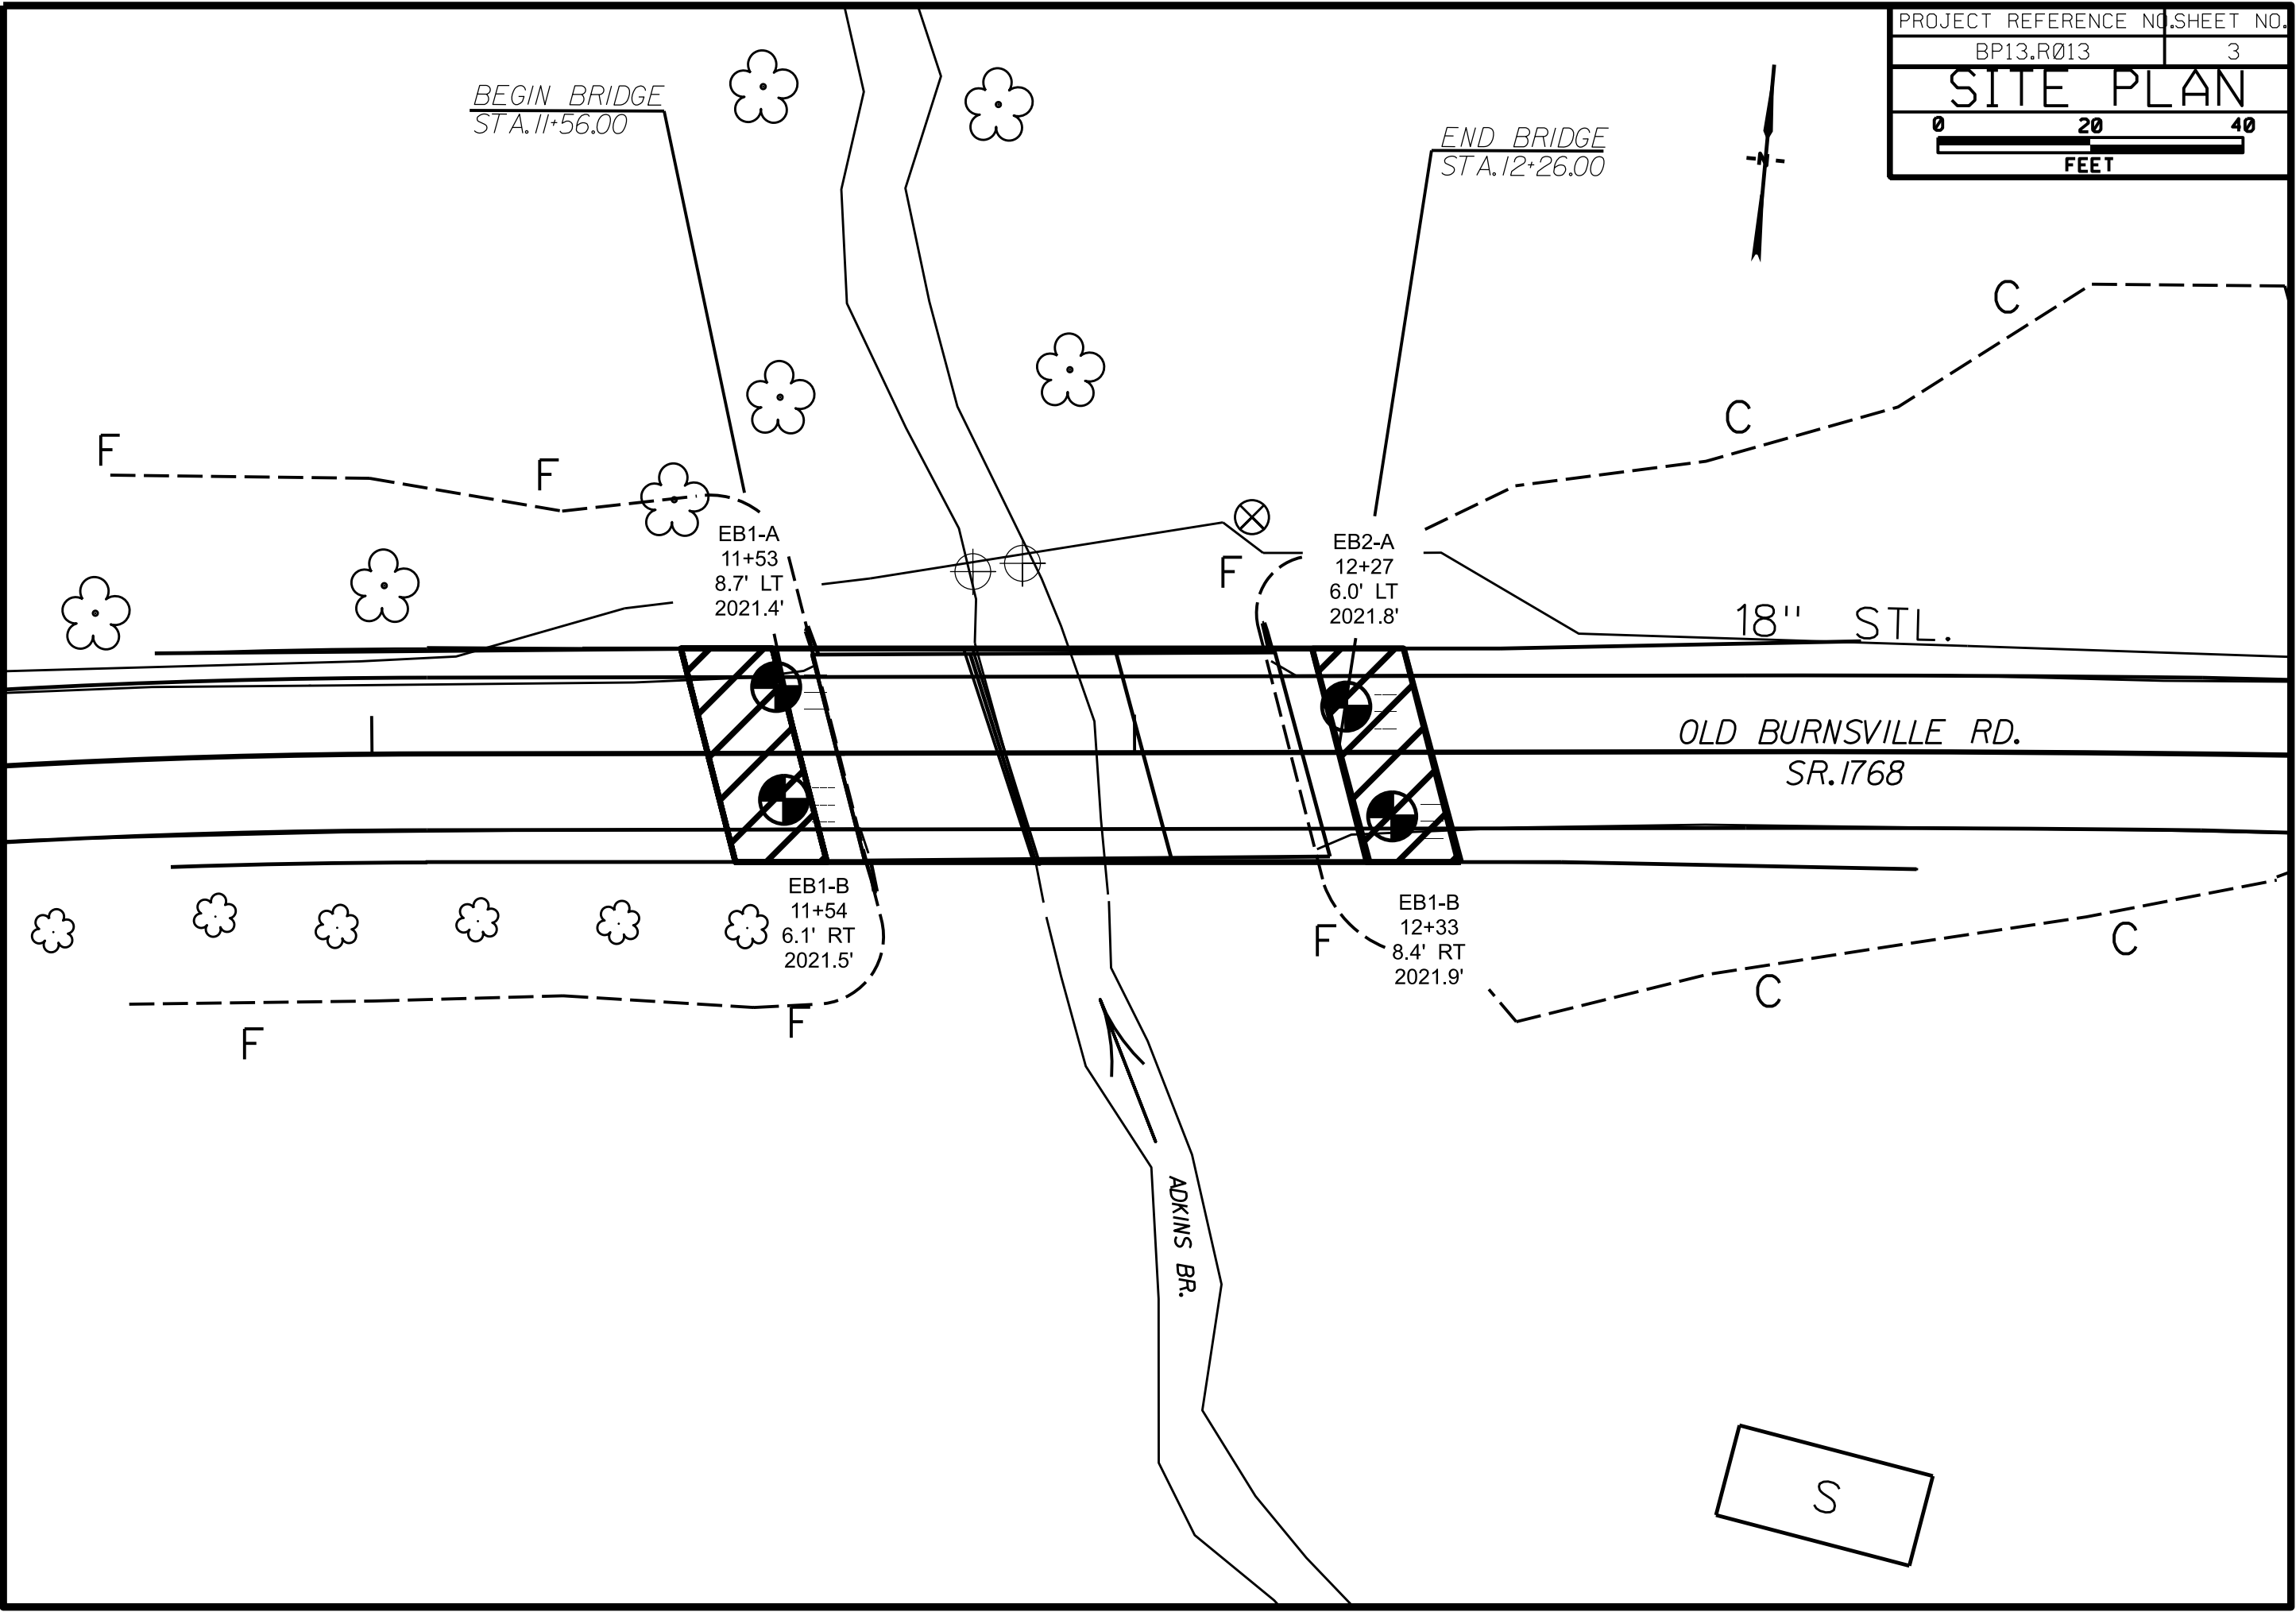 PROJECT REFERENCE NO. SHEET NO.
BP13.R013 3
SITE PLAN
0 20 40
FEET
BEGIN BRIDGE
STA.11+56.00
END BRIDGE
STA.12+26.00
-N-
C
C
F
F
EB1-A
11+53
8.7' LT
2021.4'
EB2-A
12+27
6.0' LT
2021.8'
F
18" STL.
OLD BURNSVILLE RD.
SR.1768
EB1-B
11+54
6.1' RT
2021.5'
EB1-B
12+33
8.4' RT
2021.9'
F
C
C
F
F
ADKINS BR.
S